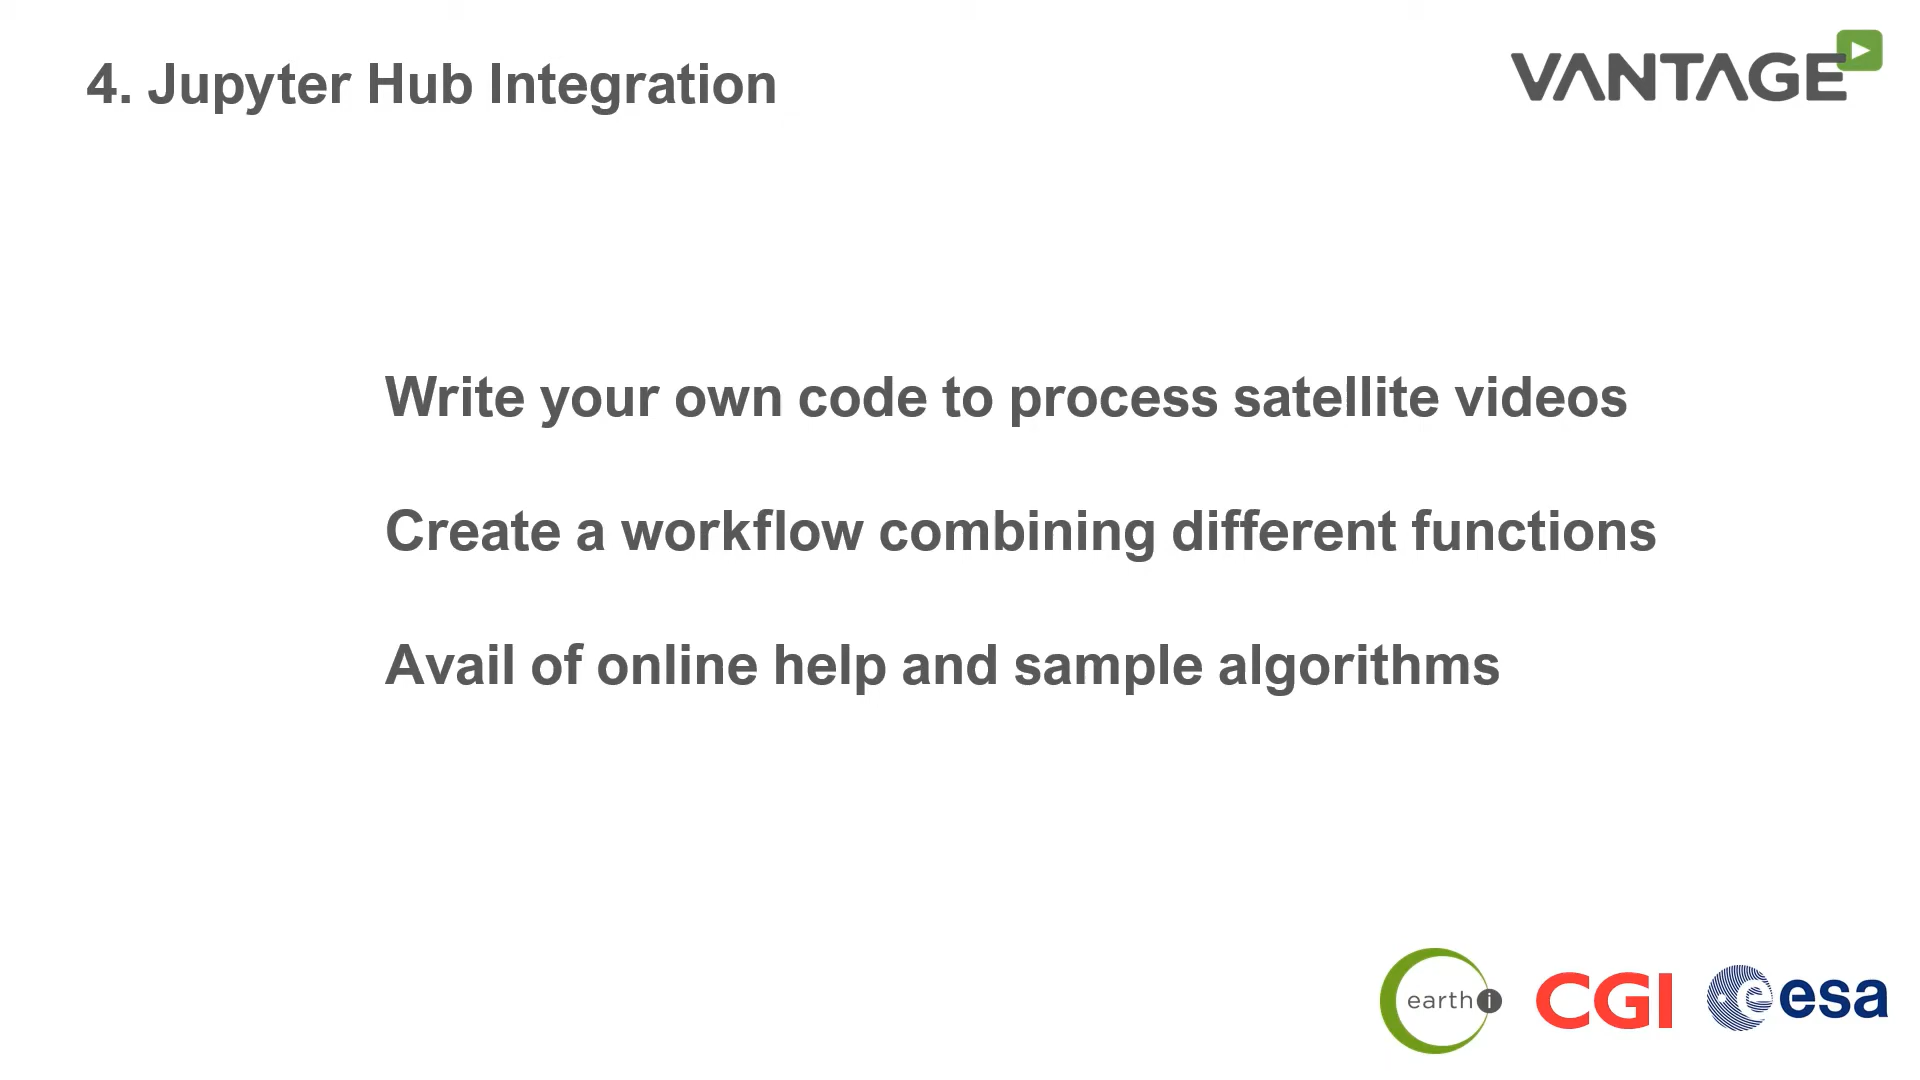 4. Jupyter Hub Integration
VANTAGE
Write your own code to process satellite videos
Create a workflow combining different functions
Avail of online help and sample algorithms
earth i
CGI
esa